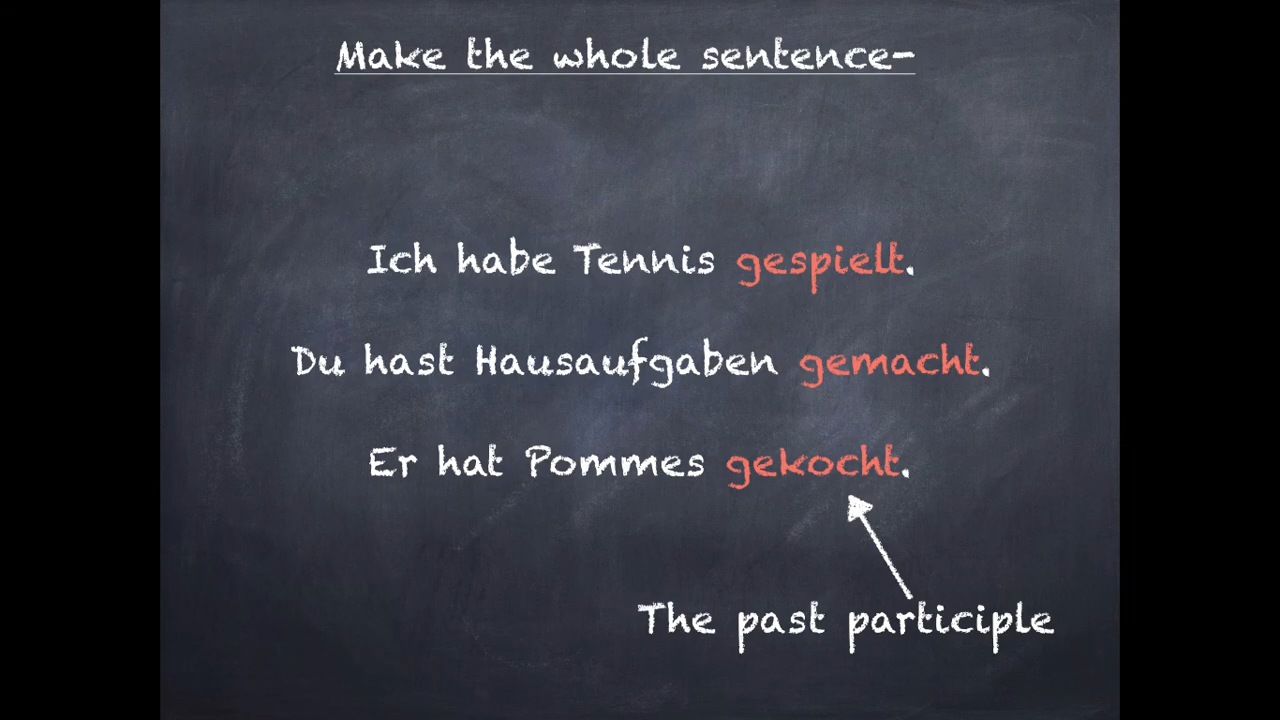 Make the whole sentence-
Ich habe Tennis gespielt.
Du hast Hausaufgaben gemacht.
Er hat Pommes gekocht.
The past participle